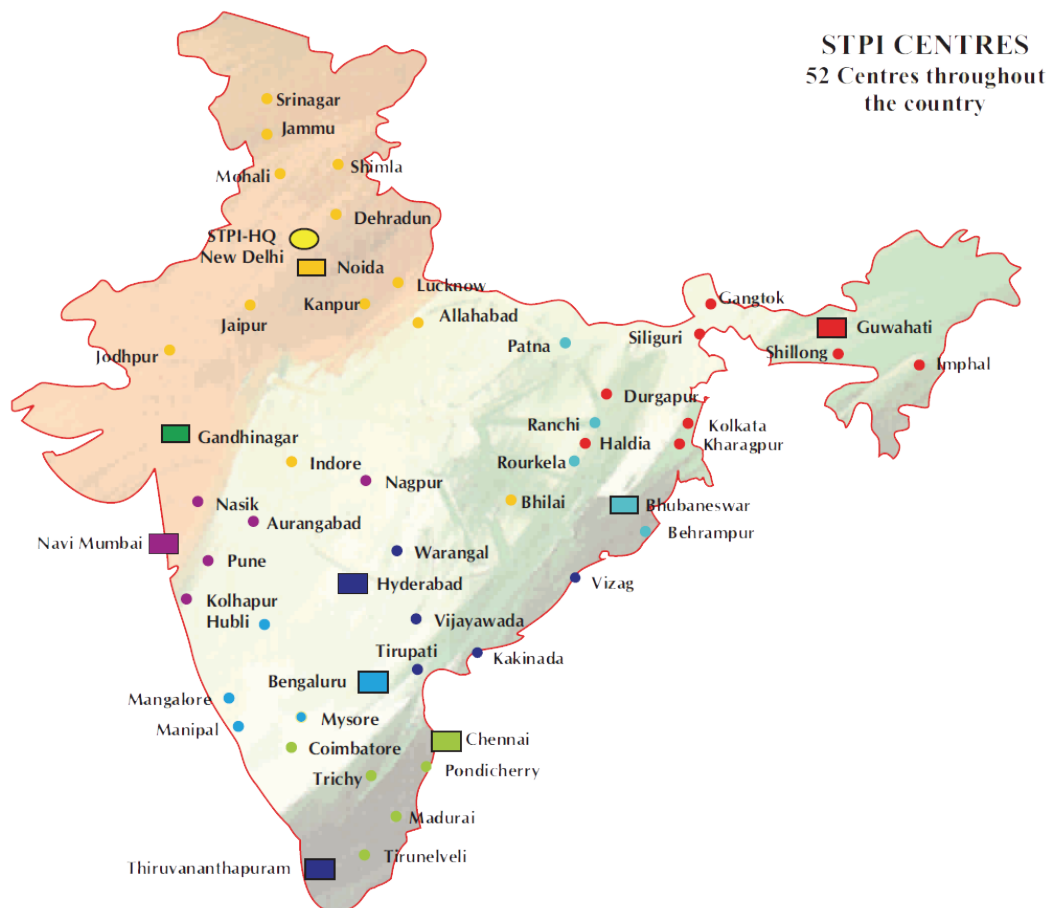 STPI CENTRES
52 Centres throughout
the country
Srinagar
Jammu
Mohali
Shimla
Dehradun
STPI-HQ
New Delhi
Noida
Lucknow
Kanpur
Jaipur
Allahabad
Jodhpur
Gangtok
Siliguri
Guwahati
Shillong
Imphal
Patna
Durgapur
Ranchi
Kolkata
Haldia
Kharagpur
Rourkela
Gandhinagar
Indore
Nagpur
Bhilai
Bhubaneswar
Behrampur
Nasik
Aurangabad
Navi Mumbai
Pune
Warangal
Hyderabad
Vizag
Kolhapur
Hubli
Vijayawada
Tirupati
Kakinada
Bengaluru
Mangalore
Manipal
Mysore
Coimbatore
Chennai
Trichy
Pondicherry
Madurai
Tirunelveli
Thiruvananthapuram